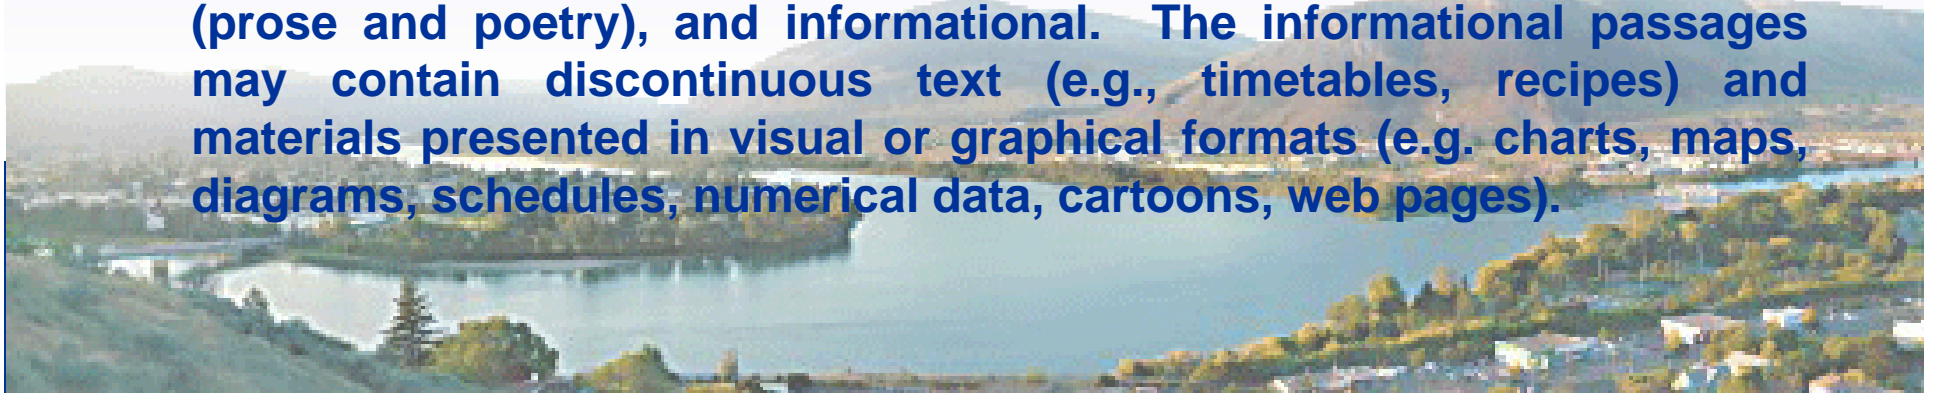 (prose and poetry), and informational. The informational passages
may contain discontinuous text (e.g., timetables, recipes) and
materials presented in visual or graphical formats (e.g. charts, maps,
diagrams, schedules, numerical data, cartoons, web pages).